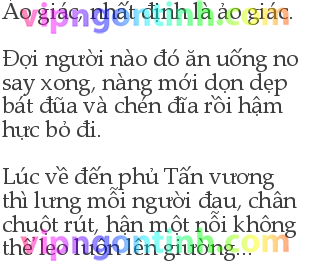 Ảo giác, nhất định là ảo giác.
vipngontinh.com
Đợi người nào đó ăn uống no
say xong, nàng mới dọn dẹp
bát đũa và chén đĩa rồi hậm
hực bỏ đi.
Lúc về đến phủ Tấn vương
thì lưng mỗi người đau, chân
chuột rút, hận một nỗi không
thể leo luôn lên giường...
vipngontinh.com